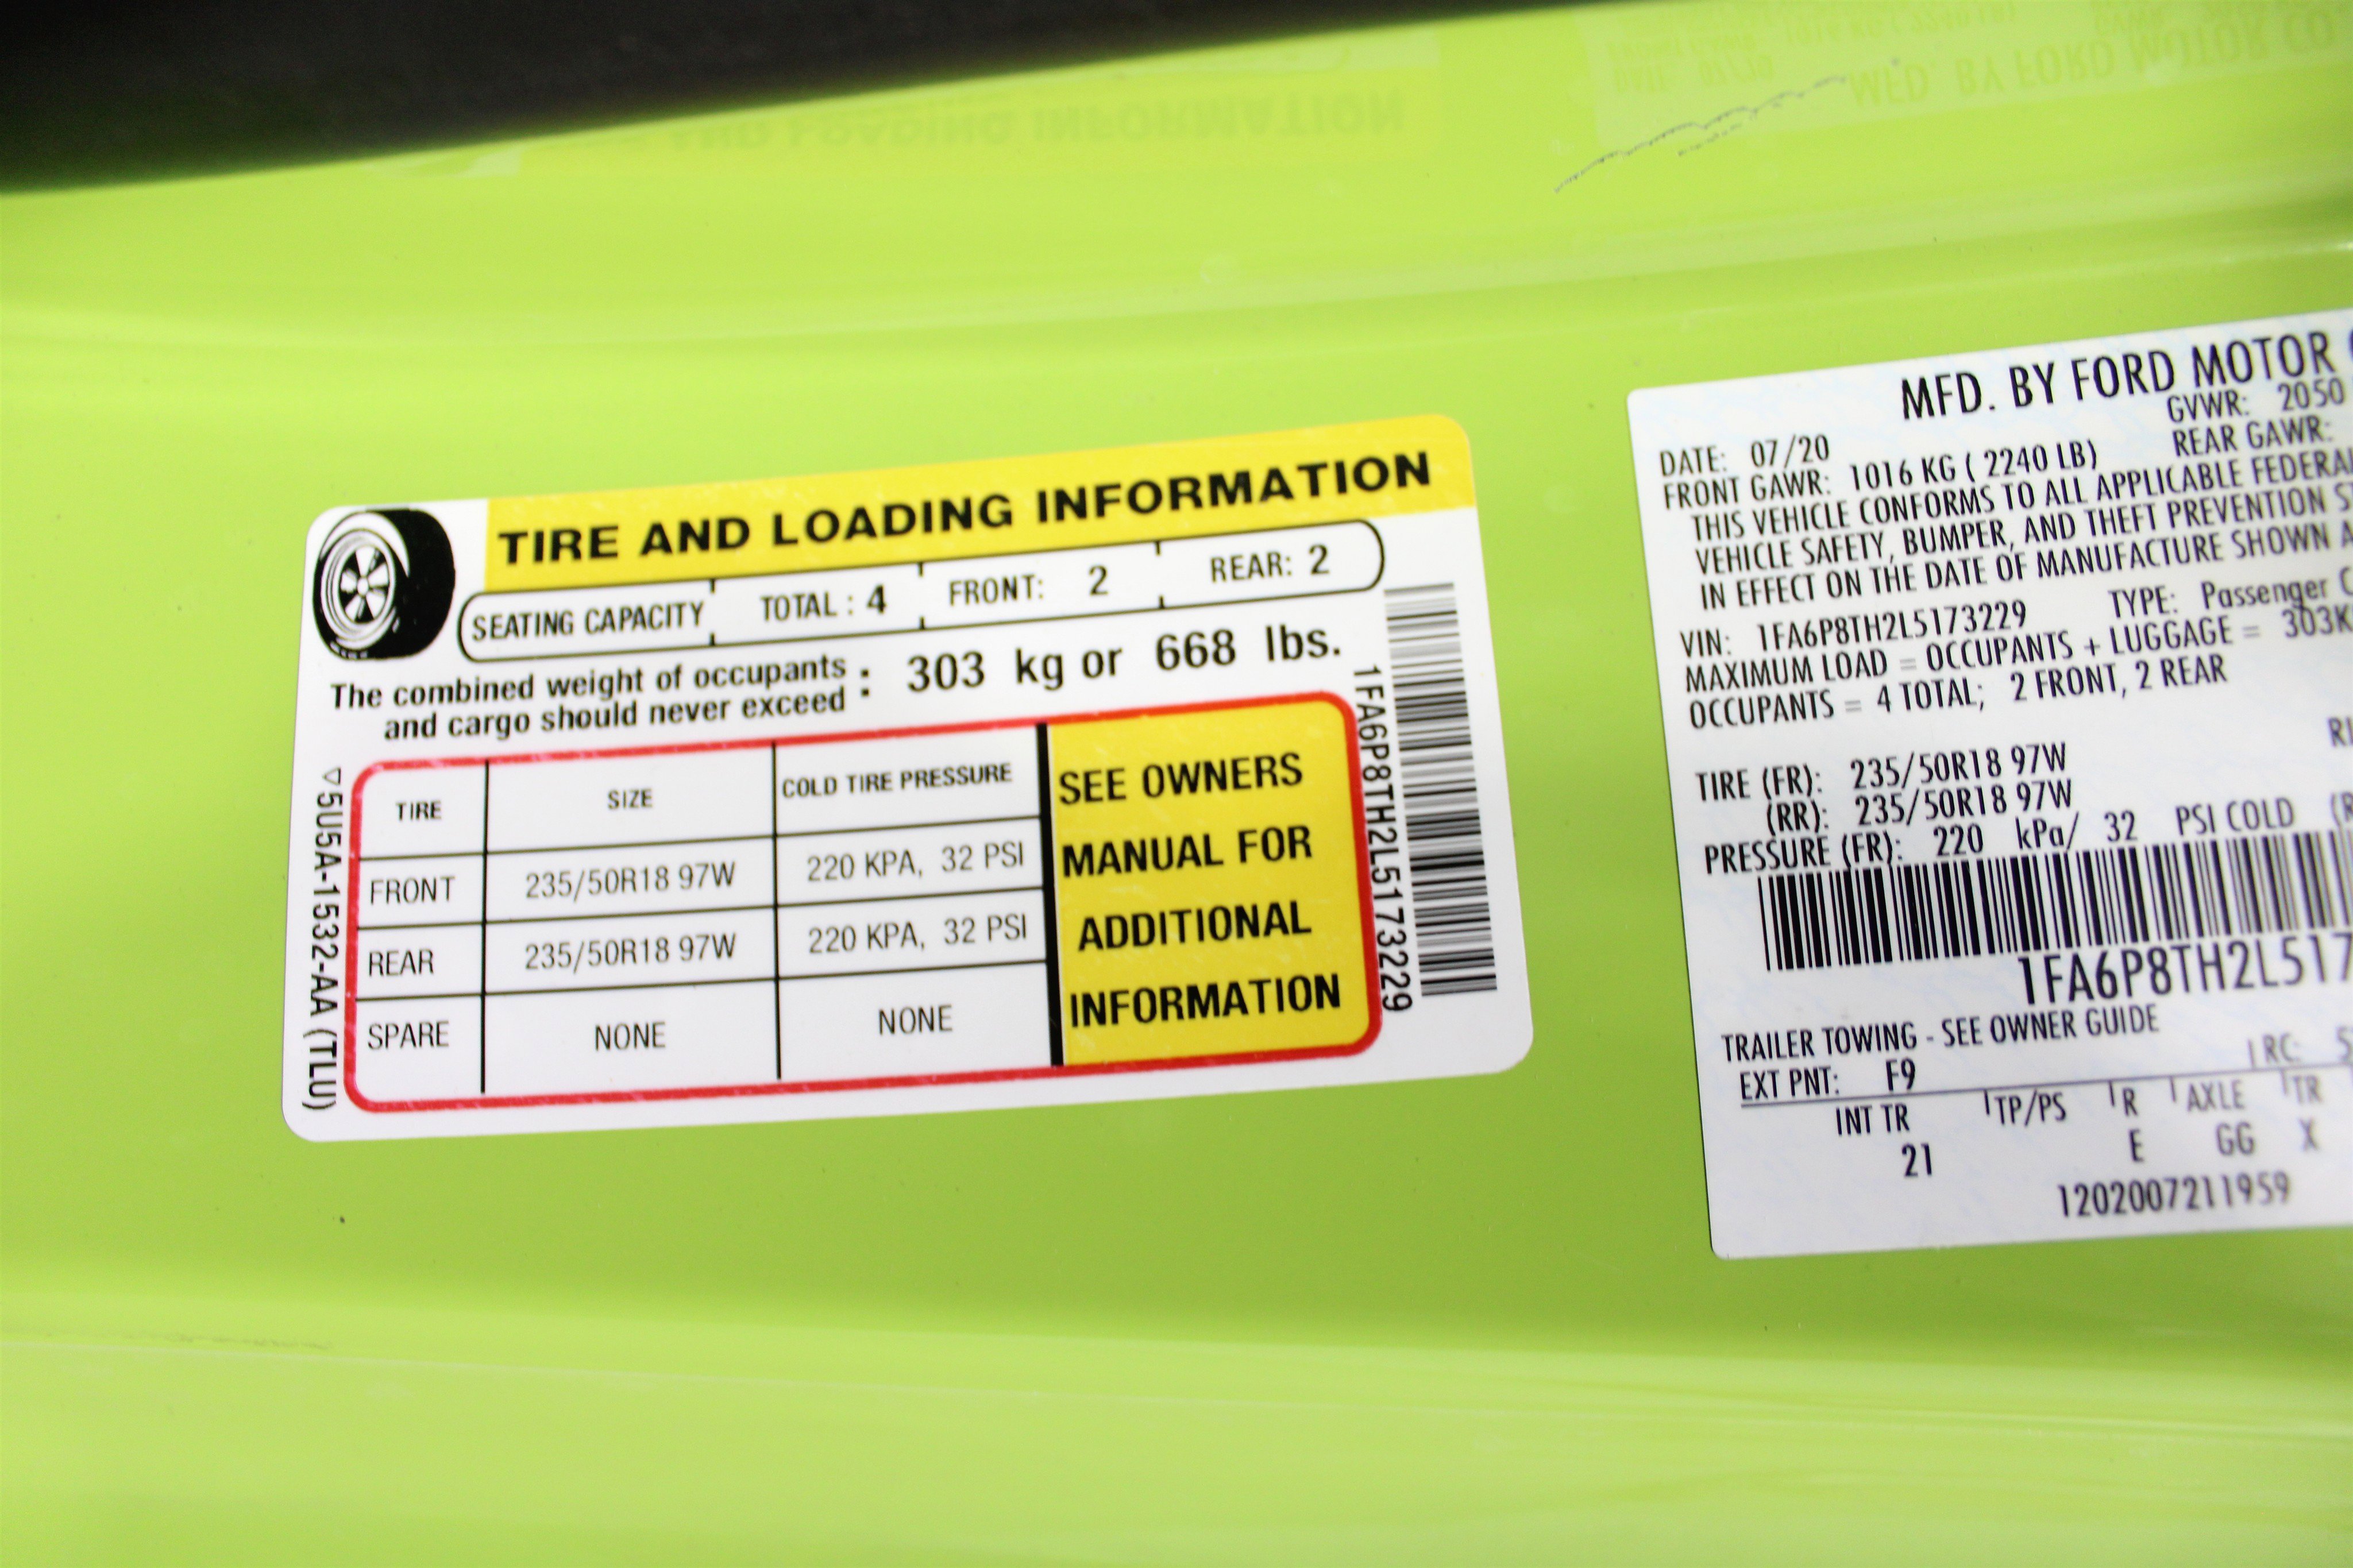 TIRE AND LOADING INFORMATION
SEATING CAPACITY TOTAL : 4 FRONT: 2 REAR: 2
The combined weight of occupants
and cargo should never exceed : 303 kg or 668 lbs.
TIRE SIZE COLD TIRE PRESSURE
FRONT 235/50R18 97W 220 KPA, 32 PSI
REAR 235/50R18 97W 220 KPA, 32 PSI
SPARE NONE NONE
SEE OWNERS
MANUAL FOR
ADDITIONAL
INFORMATION
5U5A-1532-AA (TLU)
1FA6P8TH2L5173229
MFD. BY FORD MOTOR
DATE: 07/20 GVWR: 2050
FRONT GAWR: 1016 KG ( 2240 LB) REAR GAWR:
THIS VEHICLE CONFORMS TO ALL APPLICABLE FEDERAL
VEHICLE SAFETY, BUMPER, AND THEFT PREVENTION
IN EFFECT ON THE DATE OF MANUFACTURE SHOWN
VIN: 1FA6P8TH2L5173229 TYPE: Passenger
MAXIMUM LOAD = OCCUPANTS + LUGGAGE = 303K
OCCUPANTS = 4 TOTAL; 2 FRONT, 2 REAR
TIRE (FR): 235/50R18 97W
(RR): 235/50R18 97W
PRESSURE (FR): 220 kPa/ 32 PSI COLD
1FA6P8TH2L517
TRAILER TOWING - SEE OWNER GUIDE
EXT PNT: F9 RC:
INT TR TP/PS R AXLE TR
21 E GG X
1202007211959